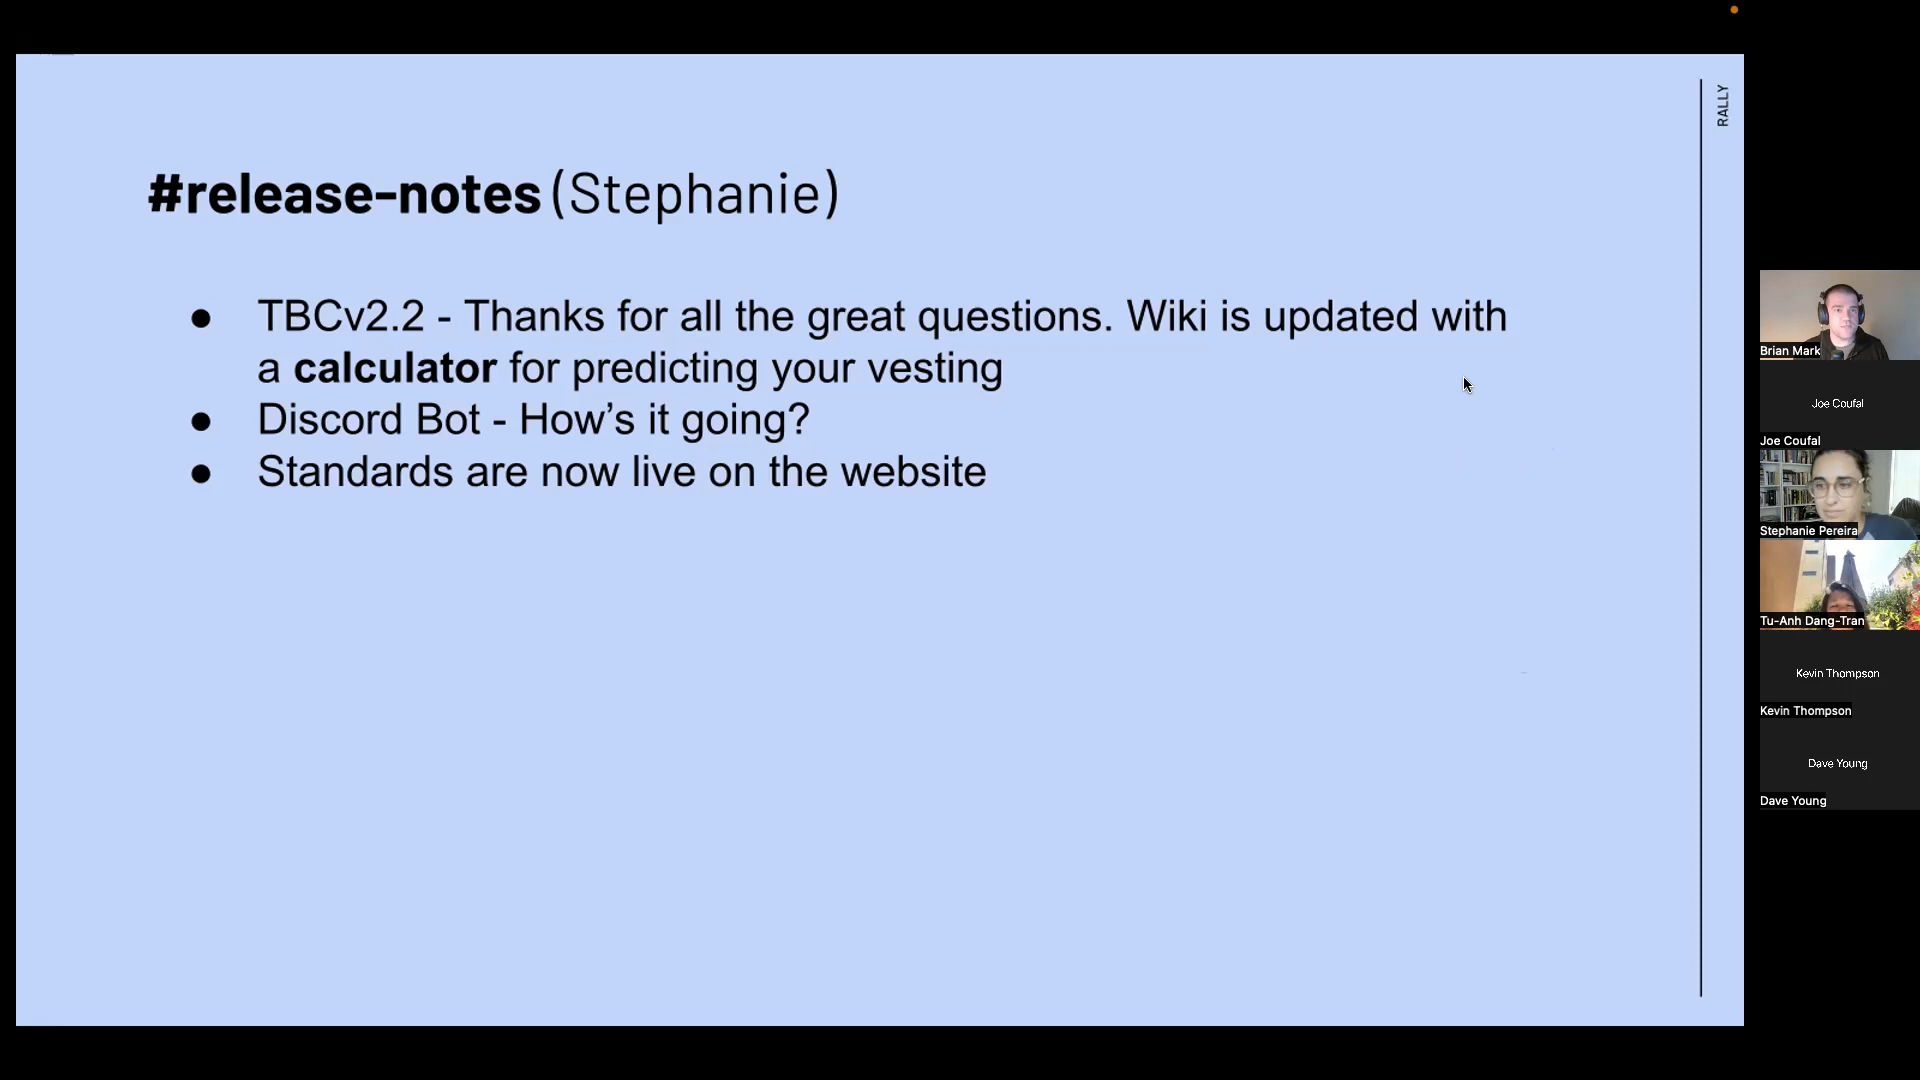 RALLY
#release-notes (Stephanie)
● TBCv2.2 - Thanks for all the great questions. Wiki is updated with
a calculator for predicting your vesting
● Discord Bot - How’s it going?
● Standards are now live on the website
Brian Mark
Joe Coufal
Joe Coufal
Stephanie Pereira
Tu-Anh Dang-Tran
Kevin Thompson
Kevin Thompson
Dave Young
Dave Young